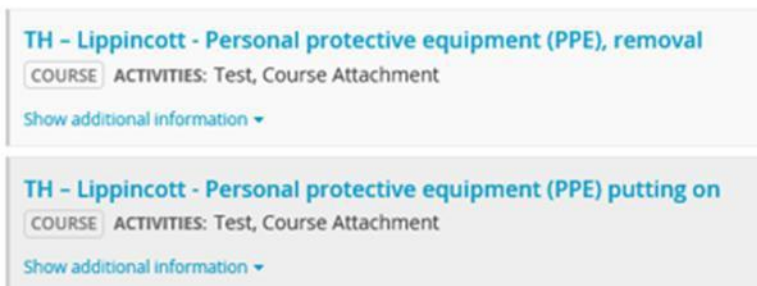 TH – Lippincott - Personal protective equipment (PPE), removal
COURSE ACTIVITIES: Test, Course Attachment
Show additional information
TH – Lippincott - Personal protective equipment (PPE) putting on
COURSE ACTIVITIES: Test, Course Attachment
Show additional information